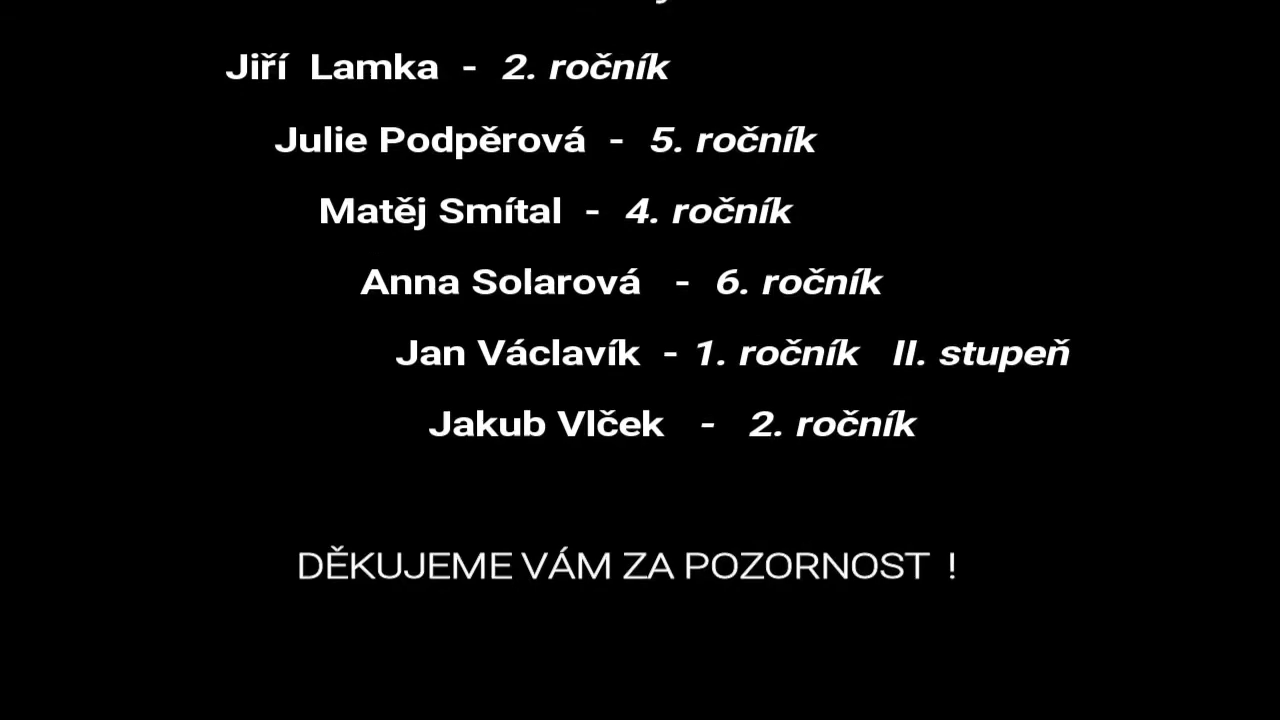 Jiří Lamka - 2. ročník
Julie Podpěrová - 5. ročník
Matěj Smítal - 4. ročník
Anna Solarová - 6. ročník
Jan Václavík - 1. ročník II. stupeň
Jakub Vlček - 2. ročník
DĚKUJEME VÁM ZA POZORNOST !